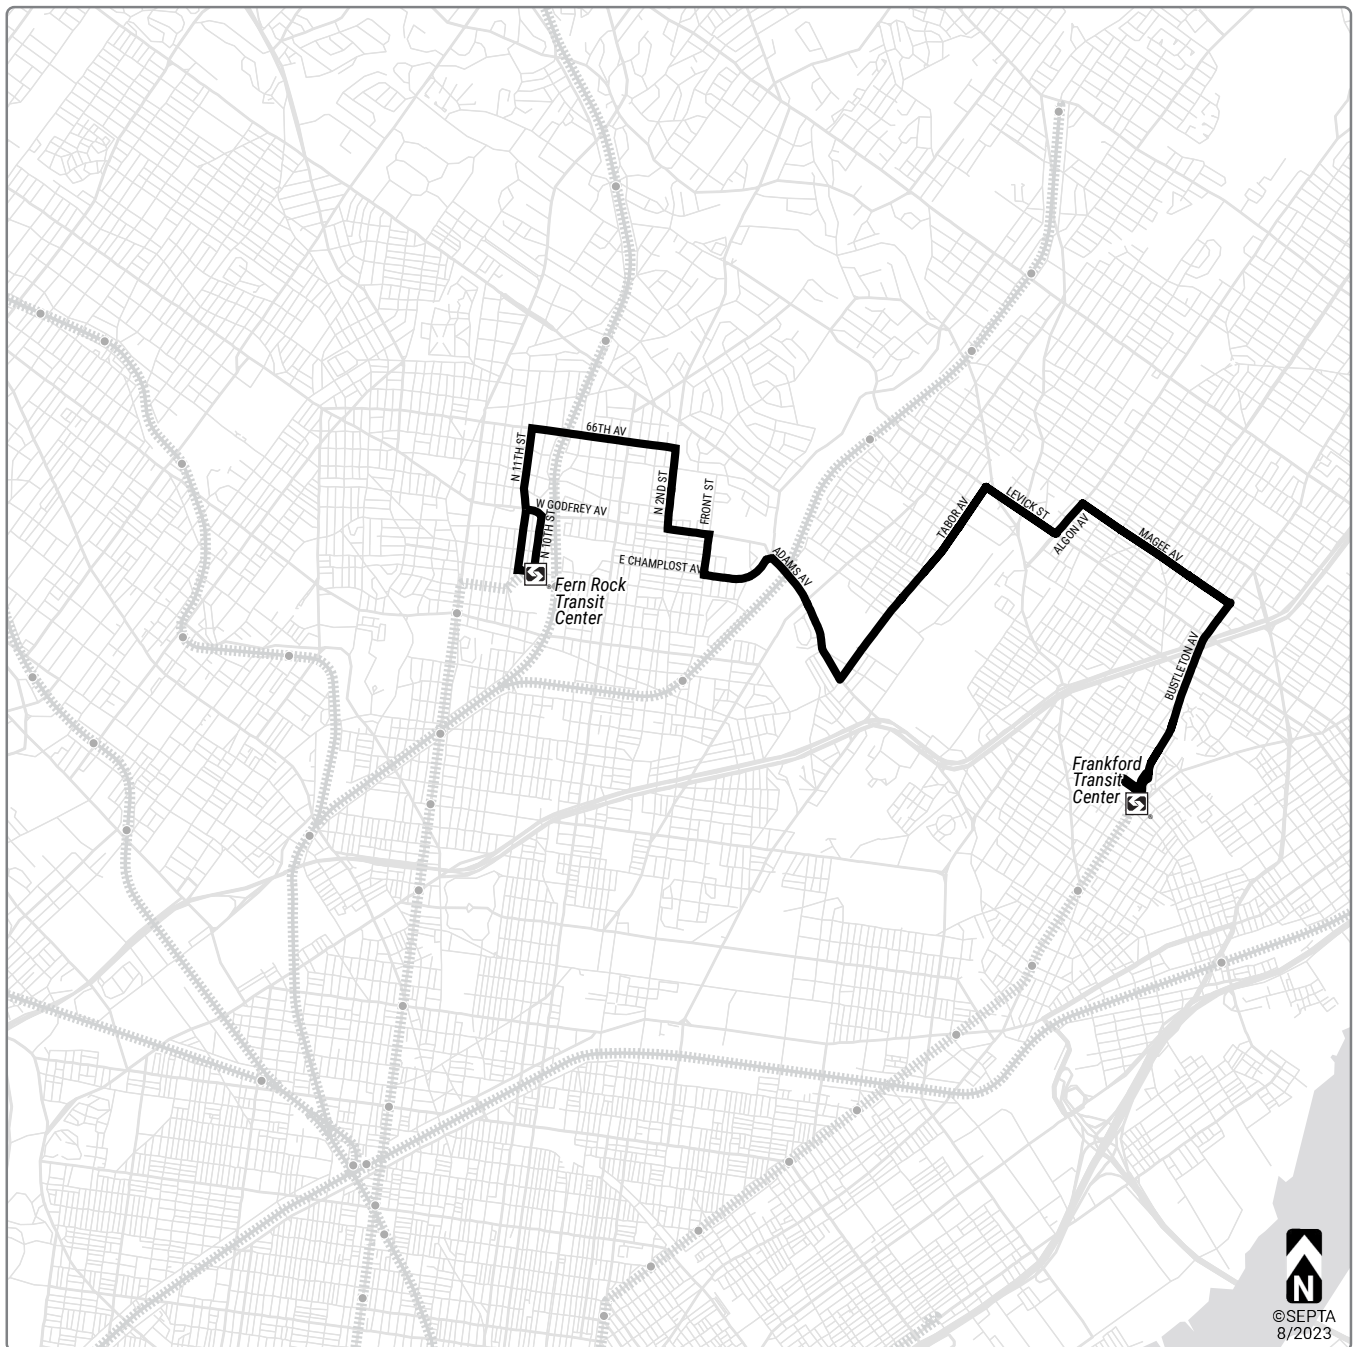 66TH AV
N 11TH ST
N 2ND ST
FRONT ST
W GODFREY AV
N 10TH ST
E CHAMPLOST AV
ADAMS AV
TABOR AV
LEVICK ST
ALGON AV
MAGEE AV
BUSTLETON AV
Fern Rock
Transit
Center
Frankford
Transit
Center
N
©SEPTA
8/2023